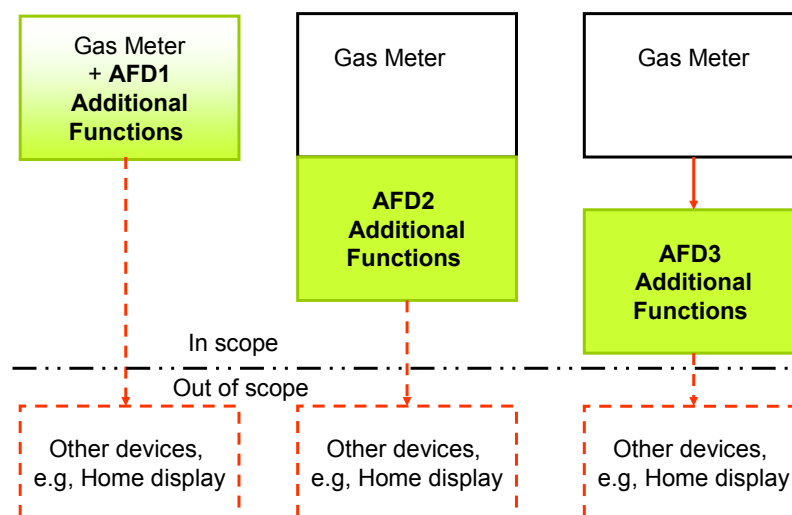 Gas Meter
+ AFD1
Additional
Functions
Gas Meter
AFD2
Additional
Functions
Gas Meter
AFD3
Additional
Functions
In scope
Out of scope
Other devices,
e.g, Home display
Other devices,
e.g, Home display
Other devices,
e.g, Home display